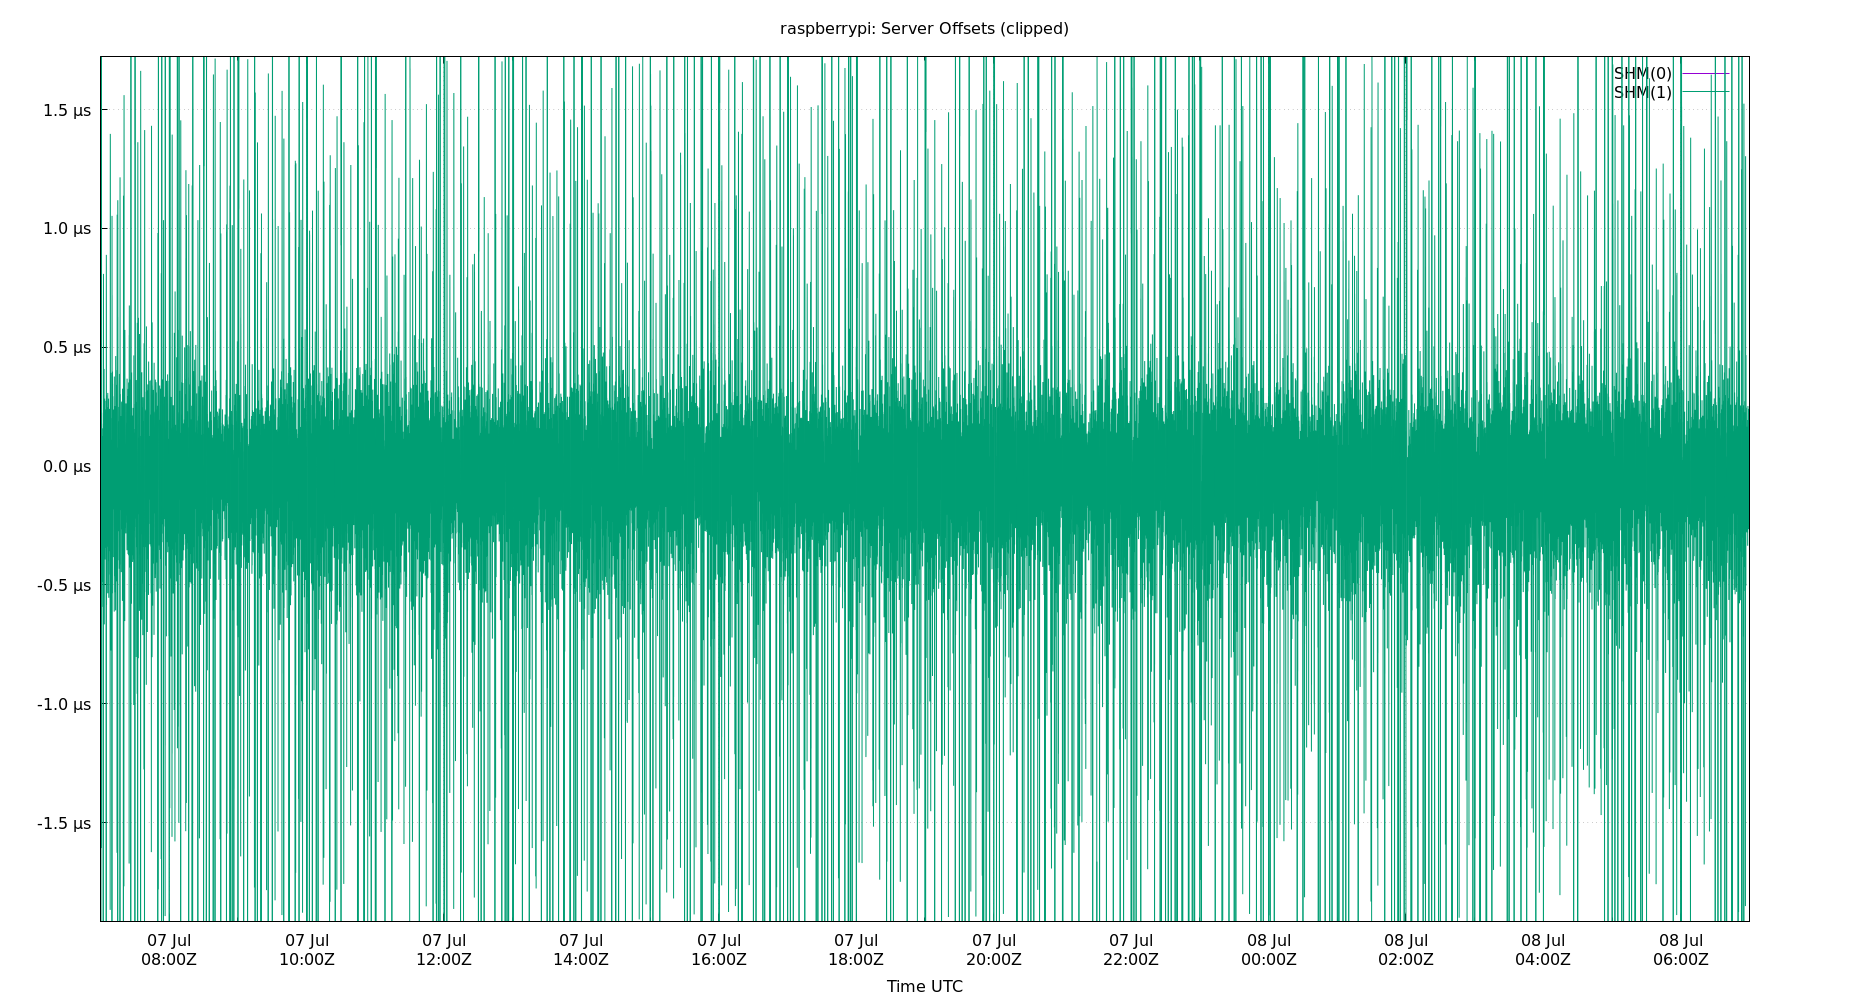 raspberrypi: Server Offsets (clipped)
SHM(0)
SHM(1)
1.5 µs
1.0 µs
0.5 µs
0.0 µs
-0.5 µs
-1.0 µs
-1.5 µs
07 Jul 07 Jul 07 Jul 07 Jul 07 Jul 07 Jul 07 Jul 07 Jul 08 Jul 08 Jul 08 Jul 08 Jul
08:00Z 10:00Z 12:00Z 14:00Z 16:00Z 18:00Z 20:00Z 22:00Z 00:00Z 02:00Z 04:00Z 06:00Z
Time UTC